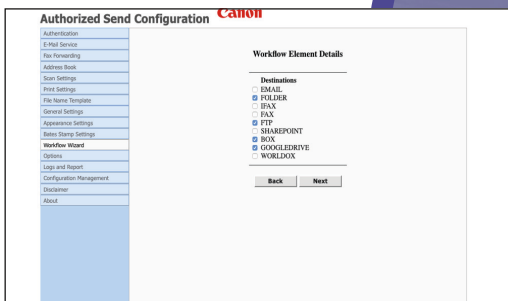 Authorized Send Configuration
Canon
Authentication
E-Mail Service
Fax Forwarding
Address Book
Scan Settings
Print Settings
File Name Template
General Settings
Appearance Settings
Bates Stamp Settings
Workflow Wizard
Options
Logs and Report
Configuration Management
Disclaimer
About
Workflow Element Details
Destinations
EMAIL
FOLDER
IFAX
FAX
FTP
SHAREPOINT
BOX
GOOGLEDRIVE
WORLDOX
Back Next